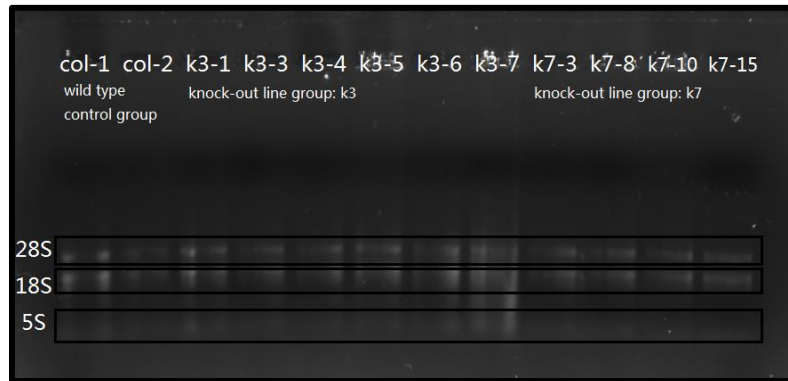 col-1 col-2 k3-1 k3-3 k3-4 k3-5 k3-6 k3-7 k7-3 k7-8 k7-10 k7-15
wild type
control group
knock-out line group: k3
knock-out line group: k7
28S
18S
5S